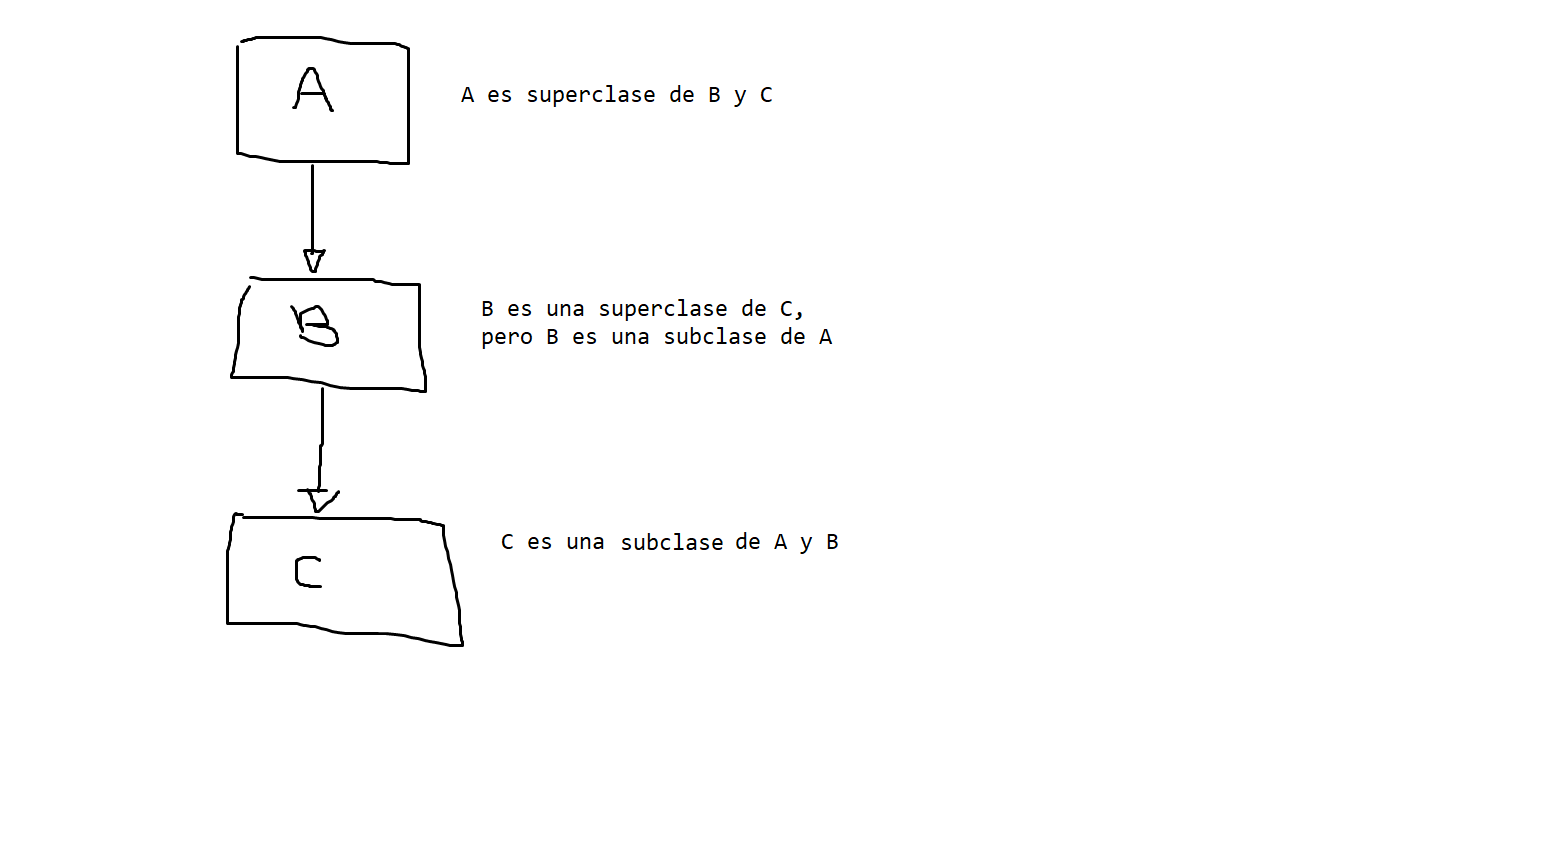 A
A es superclase de B y C
B
B es una superclase de C,
pero B es una subclase de A
C
C es una subclase de A y B